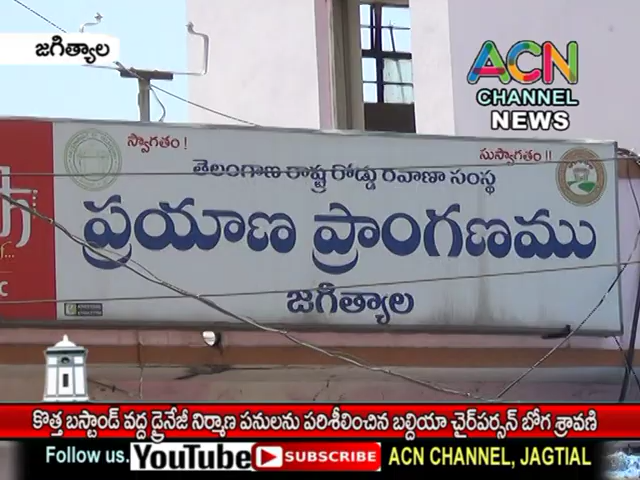 జగిత్యాల
ACN
CHANNEL
NEWS
స్వాగతం !
సుస్వాగతం !!
తెలంగాణ రాష్ట్ర రోడ్డు రవాణా సంస్థ
ప్రయాణ ప్రాంగణము
జగిత్యాల
కొత్త బస్టాండ్ వద్ద డ్రైనేజీ నిర్మాణ పనులను పరిశీలించిన బల్దియా చైర్‌పర్సన్ బోగ శ్రావణి
Follow us. YouTube SUBSCRIBE ACN CHANNEL, JAGTIAL